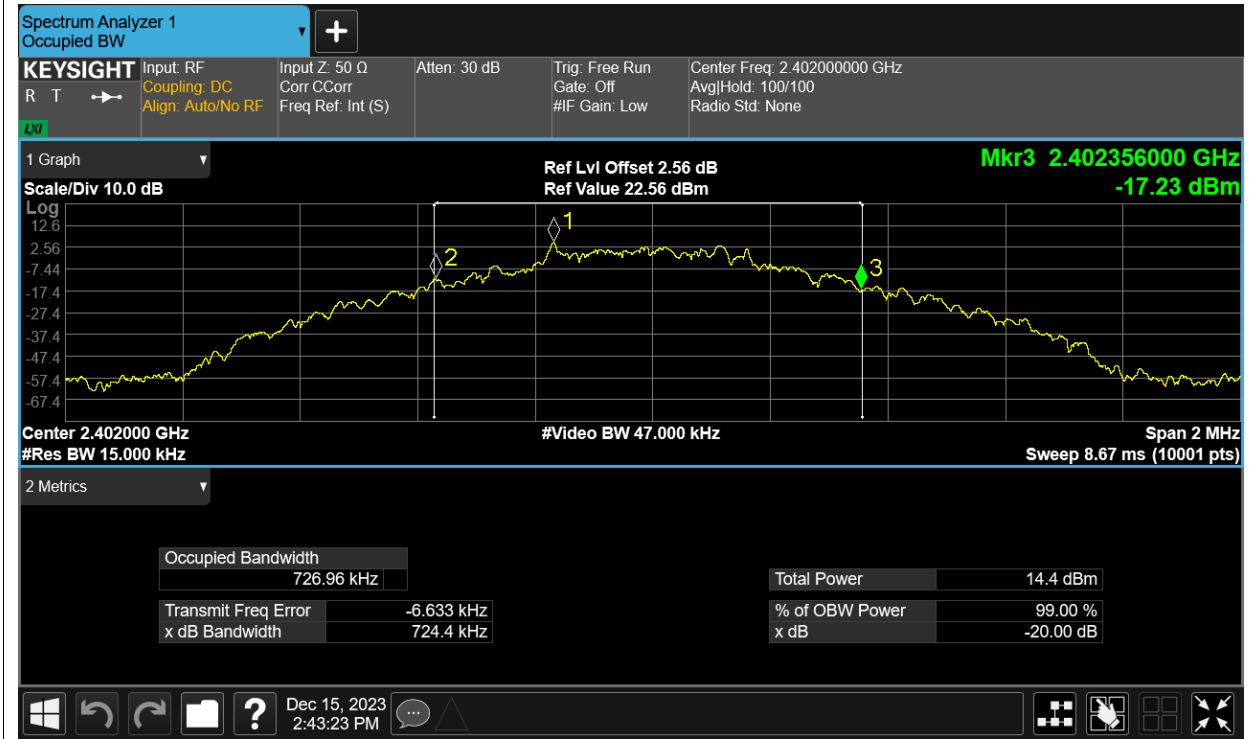 Spectrum Analyzer 1
Occupied BW
KEYSIGHT
R T
LXI
Input: RF
Coupling: DC
Align: Auto/No RF
Input Z: 50 Ω
Corr CCorr
Freq Ref: Int (S)
Atten: 30 dB
Trig: Free Run
Gate: Off
#IF Gain: Low
Center Freq: 2.402000000 GHz
Avg|Hold: 100/100
Radio Std: None
1 Graph
Scale/Div 10.0 dB
Ref Lvl Offset 2.56 dB
Ref Value 22.56 dBm
Mkr3 2.402356000 GHz
-17.23 dBm
Log
12.6
2.56
-7.44
-17.4
-27.4
-37.4
-47.4
-57.4
-67.4
1
2
3
Center 2.402000 GHz
#Res BW 15.000 kHz
#Video BW 47.000 kHz
Span 2 MHz
Sweep 8.67 ms (10001 pts)
2 Metrics
Occupied Bandwidth
726.96 kHz
Transmit Freq Error -6.633 kHz
x dB Bandwidth 724.4 kHz
Total Power 14.4 dBm
% of OBW Power 99.00 %
x dB -20.00 dB
?
Dec 15, 2023
2:43:23 PM